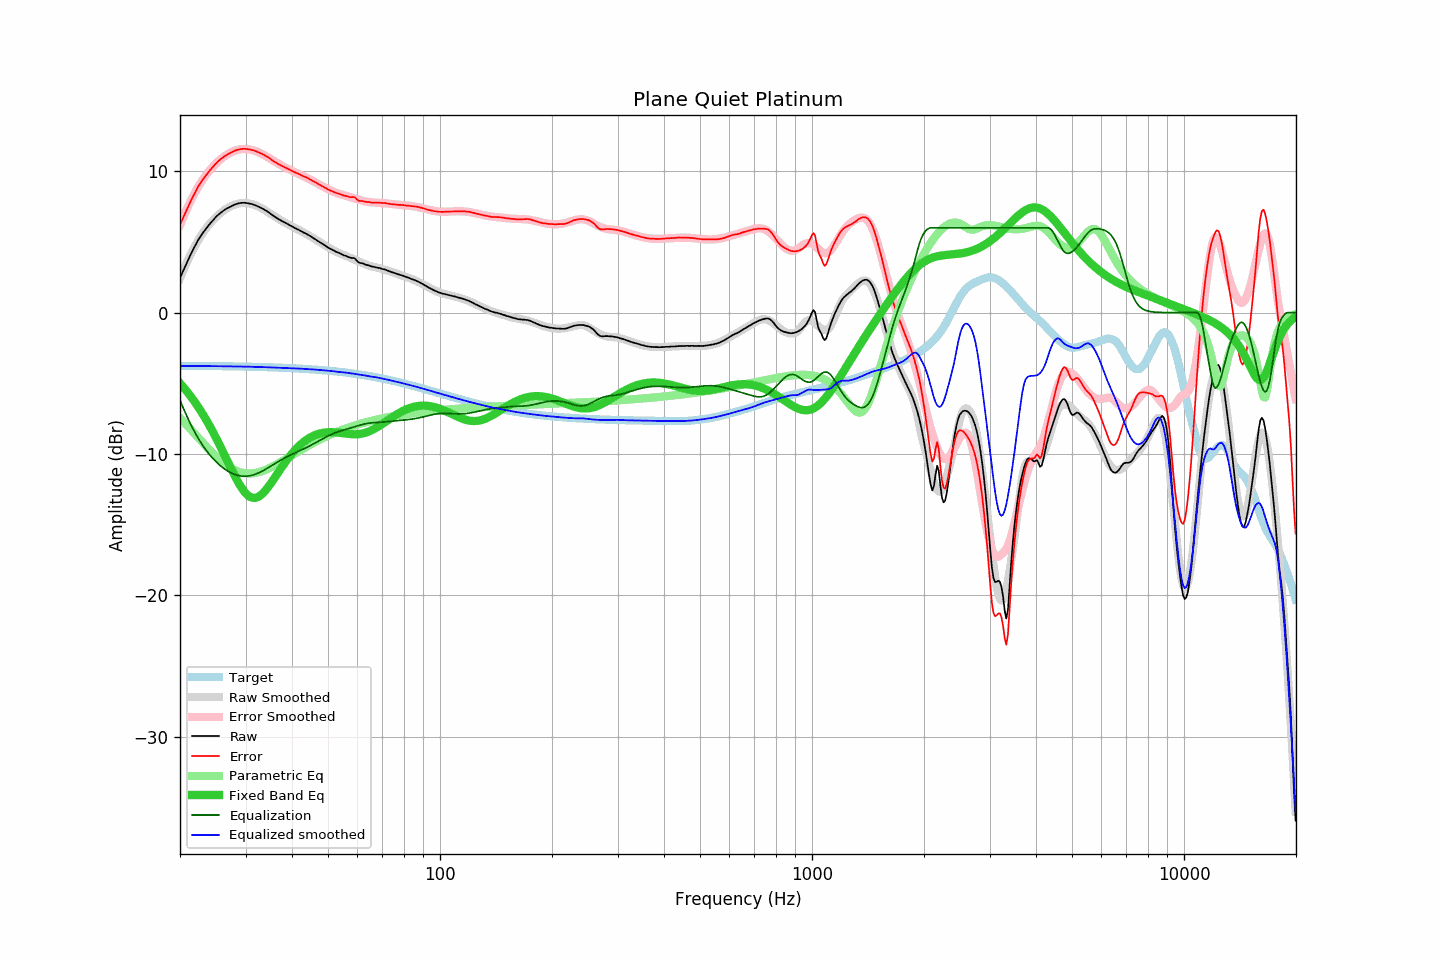 Plane Quiet Platinum
10
0
−10
−20
−30
Amplitude (dBr)
100
1000
10000
Frequency (Hz)
Target
Raw Smoothed
Error Smoothed
Raw
Error
Parametric Eq
Fixed Band Eq
Equalization
Equalized smoothed